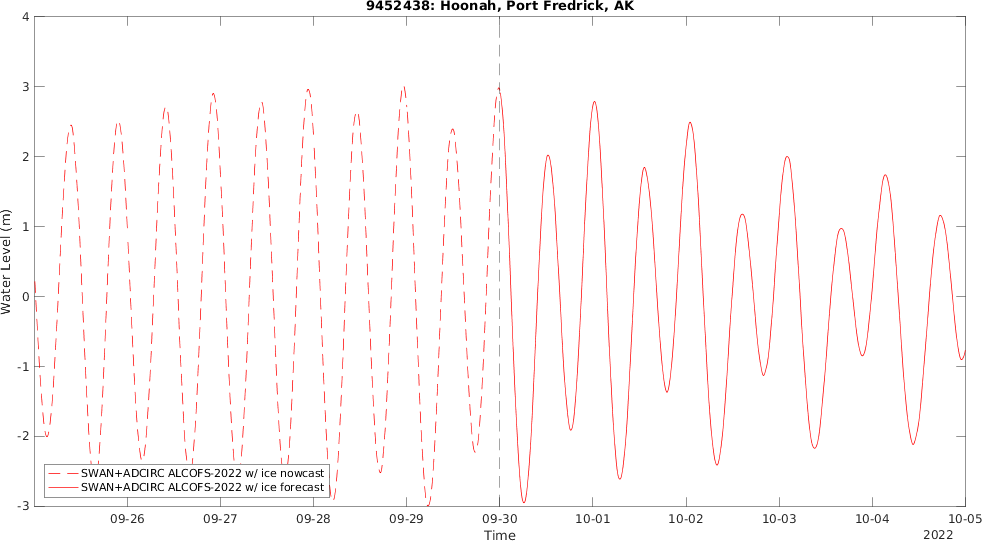 9452438: Hoonah, Port Fredrick, AK
4
3
2
1
0
-1
-2
-3
Water Level (m)
SWAN+ADCIRC ALCOFS-2022 w/ ice nowcast
SWAN+ADCIRC ALCOFS-2022 w/ ice forecast
09-26 09-27 09-28 09-29 09-30 10-01 10-02 10-03 10-04 10-05
Time
2022